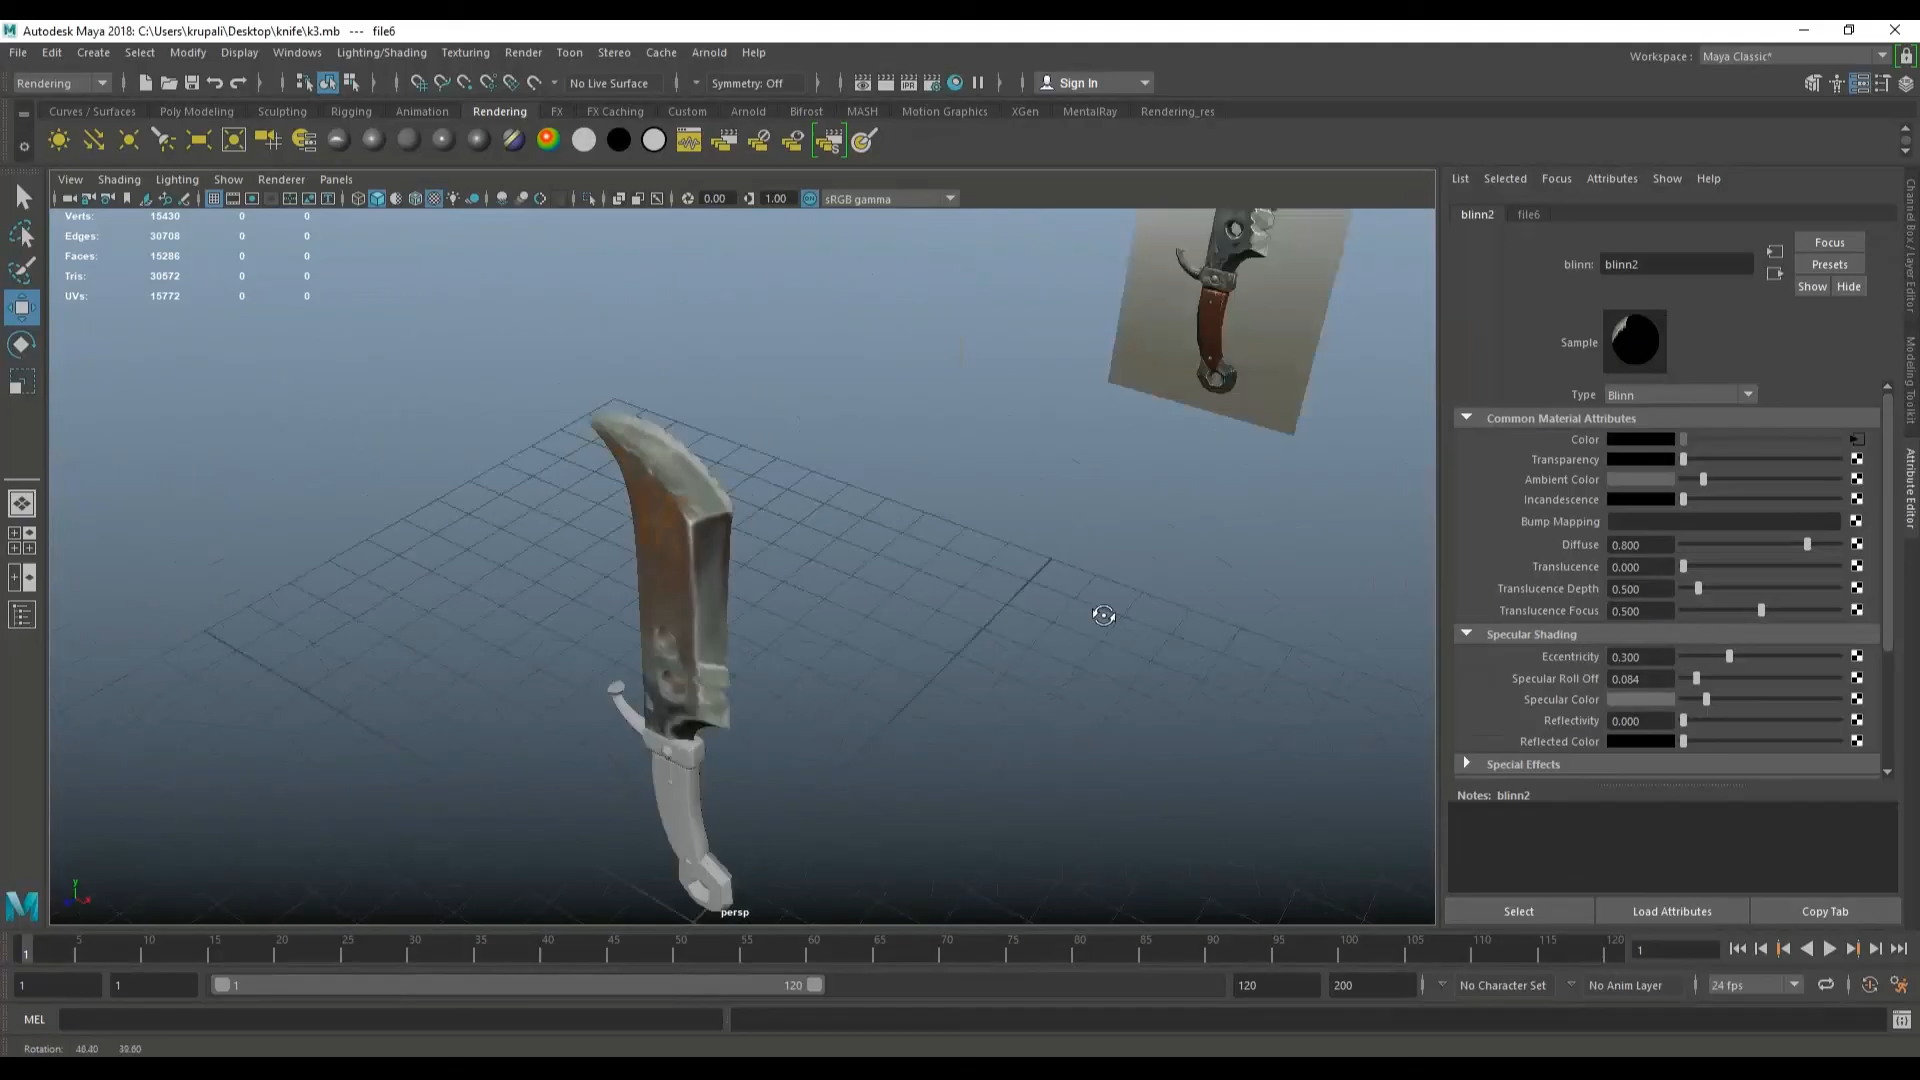 Autodesk Maya 2018: C:\Users\krupali\Desktop\knife\k3.mb --- file6
File Edit Create Select Modify Display Windows Lighting/Shading Texturing Render Toon Stereo Cache Arnold Help
Workspace : Maya Classic*
Rendering No Live Surface Symmetry: Off Sign In
Curves / Surfaces Poly Modeling Sculpting Rigging Animation Rendering FX FX Caching Custom Arnold Bifrost MASH Motion Graphics XGen MentalRay Rendering_res
View Shading Lighting Show Renderer Panels
0.00 1.00 sRGB gamma
Verts: 15430 0 0
Edges: 30708 0 0
Faces: 15286 0 0
Tris: 30572 0 0
UVs: 15772 0 0
persp
List Selected Focus Attributes Show Help
blinn2 file6
Focus
blinn: blinn2
Presets
Show Hide
Sample
Type Blinn
Common Material Attributes
Color
Transparency
Ambient Color
Incandescence
Bump Mapping
Diffuse 0.800
Translucence 0.000
Translucence Depth 0.500
Translucence Focus 0.500
Specular Shading
Eccentricity 0.300
Specular Roll Off 0.084
Specular Color
Reflectivity 0.000
Reflected Color
Special Effects
Notes: blinn2
Select Load Attributes Copy Tab
Channel Box / Layer Editor
Modeling Toolkit
Attribute Editor
1 5 10 15 20 25 30 35 40 45 50 55 60 65 70 75 80 85 90 95 100 105 110 115 120 1
1 1 1 120 120 200 No Character Set No Anim Layer 24 fps
MEL
Rotation: 46.40 39.60